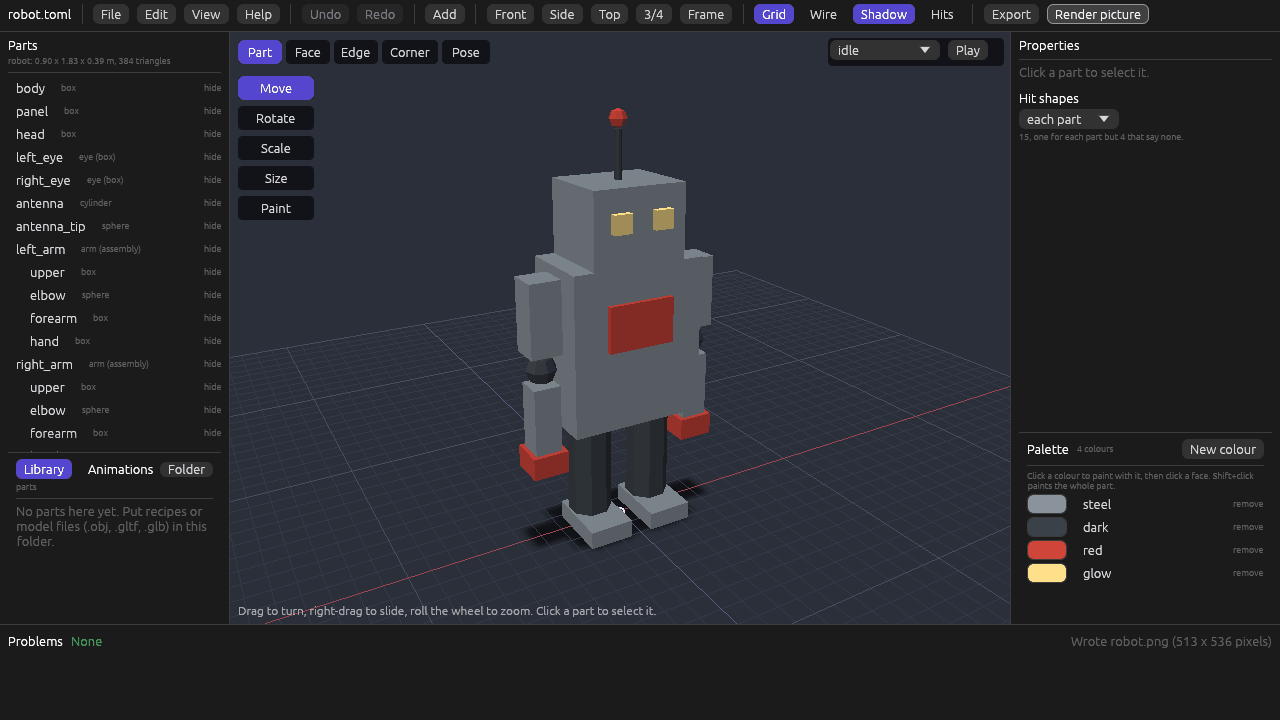 robot.toml File Edit View Help Undo Redo Add Front Side Top 3/4 Frame Grid Wire Shadow Hits Export Render picture
Parts
robot: 0.90 x 1.83 x 0.39 m, 384 triangles
body box hide
panel box hide
head box hide
left_eye eye (box) hide
right_eye eye (box) hide
antenna cylinder hide
antenna_tip sphere hide
left_arm arm (assembly) hide
upper box hide
elbow sphere hide
forearm box hide
hand box hide
right_arm arm (assembly) hide
upper box hide
elbow sphere hide
forearm box hide
Library Animations Folder
parts
No parts here yet. Put recipes or
model files (.obj, .gltf, .glb) in this
folder.
Part Face Edge Corner Pose
Move
Rotate
Scale
Size
Paint
idle Play
Drag to turn, right-drag to slide, roll the wheel to zoom. Click a part to select it.
Properties
Click a part to select it.
Hit shapes
each part
15, one for each part but 4 that say none.
Palette 4 colours New colour
Click a colour to paint with it, then click a face. Shift+click
paints the whole part.
steel remove
dark remove
red remove
glow remove
Problems None
Wrote robot.png (513 x 536 pixels)